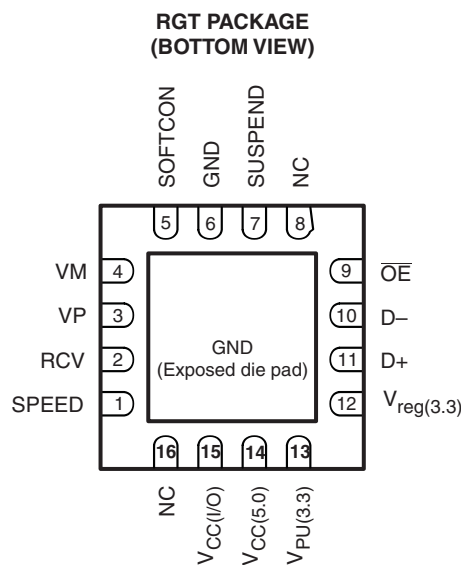 RGT PACKAGE
(BOTTOM VIEW)
SOFTCON
GND
SUSPEND
NC
5
6
7
8
VM
4
9
OE
VP
3
10
D–
RCV
2
11
D+
SPEED
1
12
Vreg(3.3)
GND
(Exposed die pad)
16
15
14
13
NC
VCC(I/O)
VCC(5.0)
VPU(3.3)